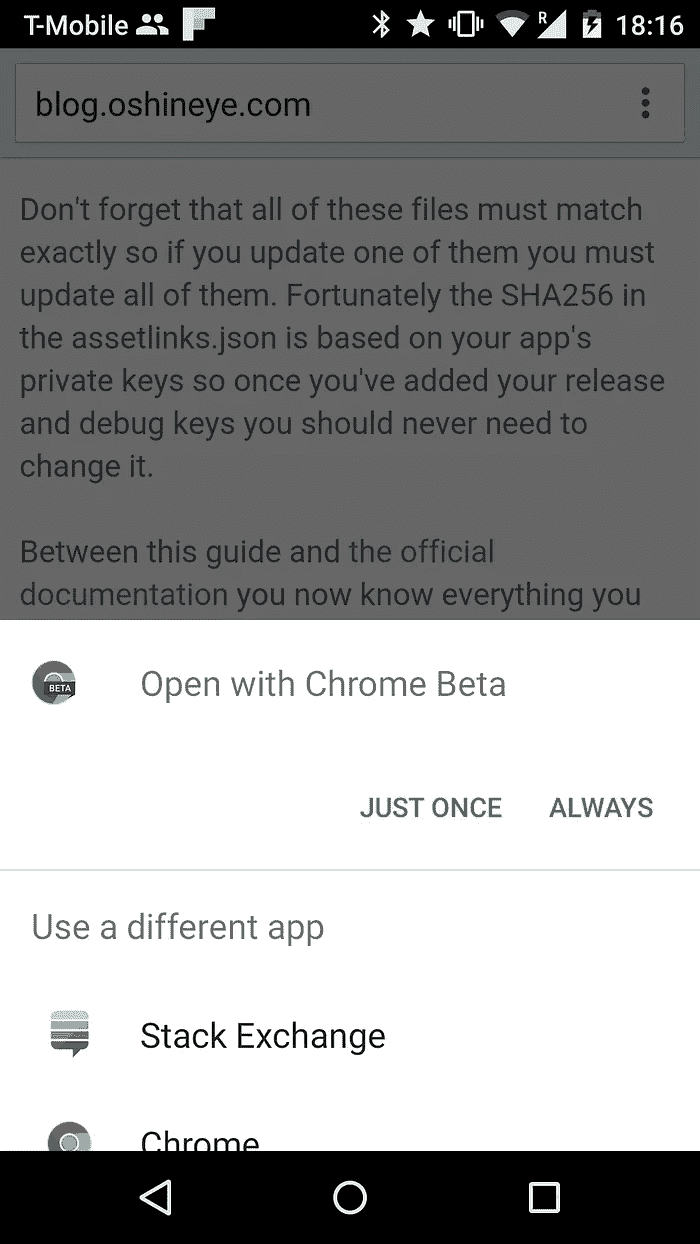 T-Mobile R 18:16
blog.oshineye.com
Don't forget that all of these files must match
exactly so if you update one of them you must
update all of them. Fortunately the SHA256 in
the assetlinks.json is based on your app's
private keys so once you've added your release
and debug keys you should never need to
change it.
Between this guide and the official
documentation you now know everything you
BETA Open with Chrome Beta
JUST ONCE ALWAYS
Use a different app
Stack Exchange
Chrome